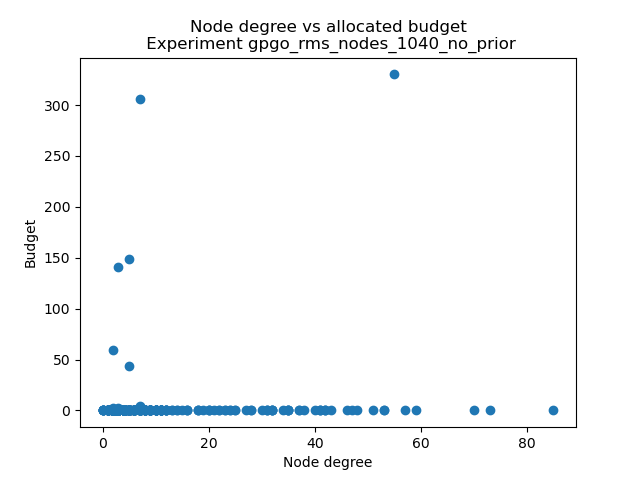 Node degree vs allocated budget
Experiment gpgo_rms_nodes_1040_no_prior
300
250
200
150
100
50
0
Budget
0 20 40 60 80
Node degree